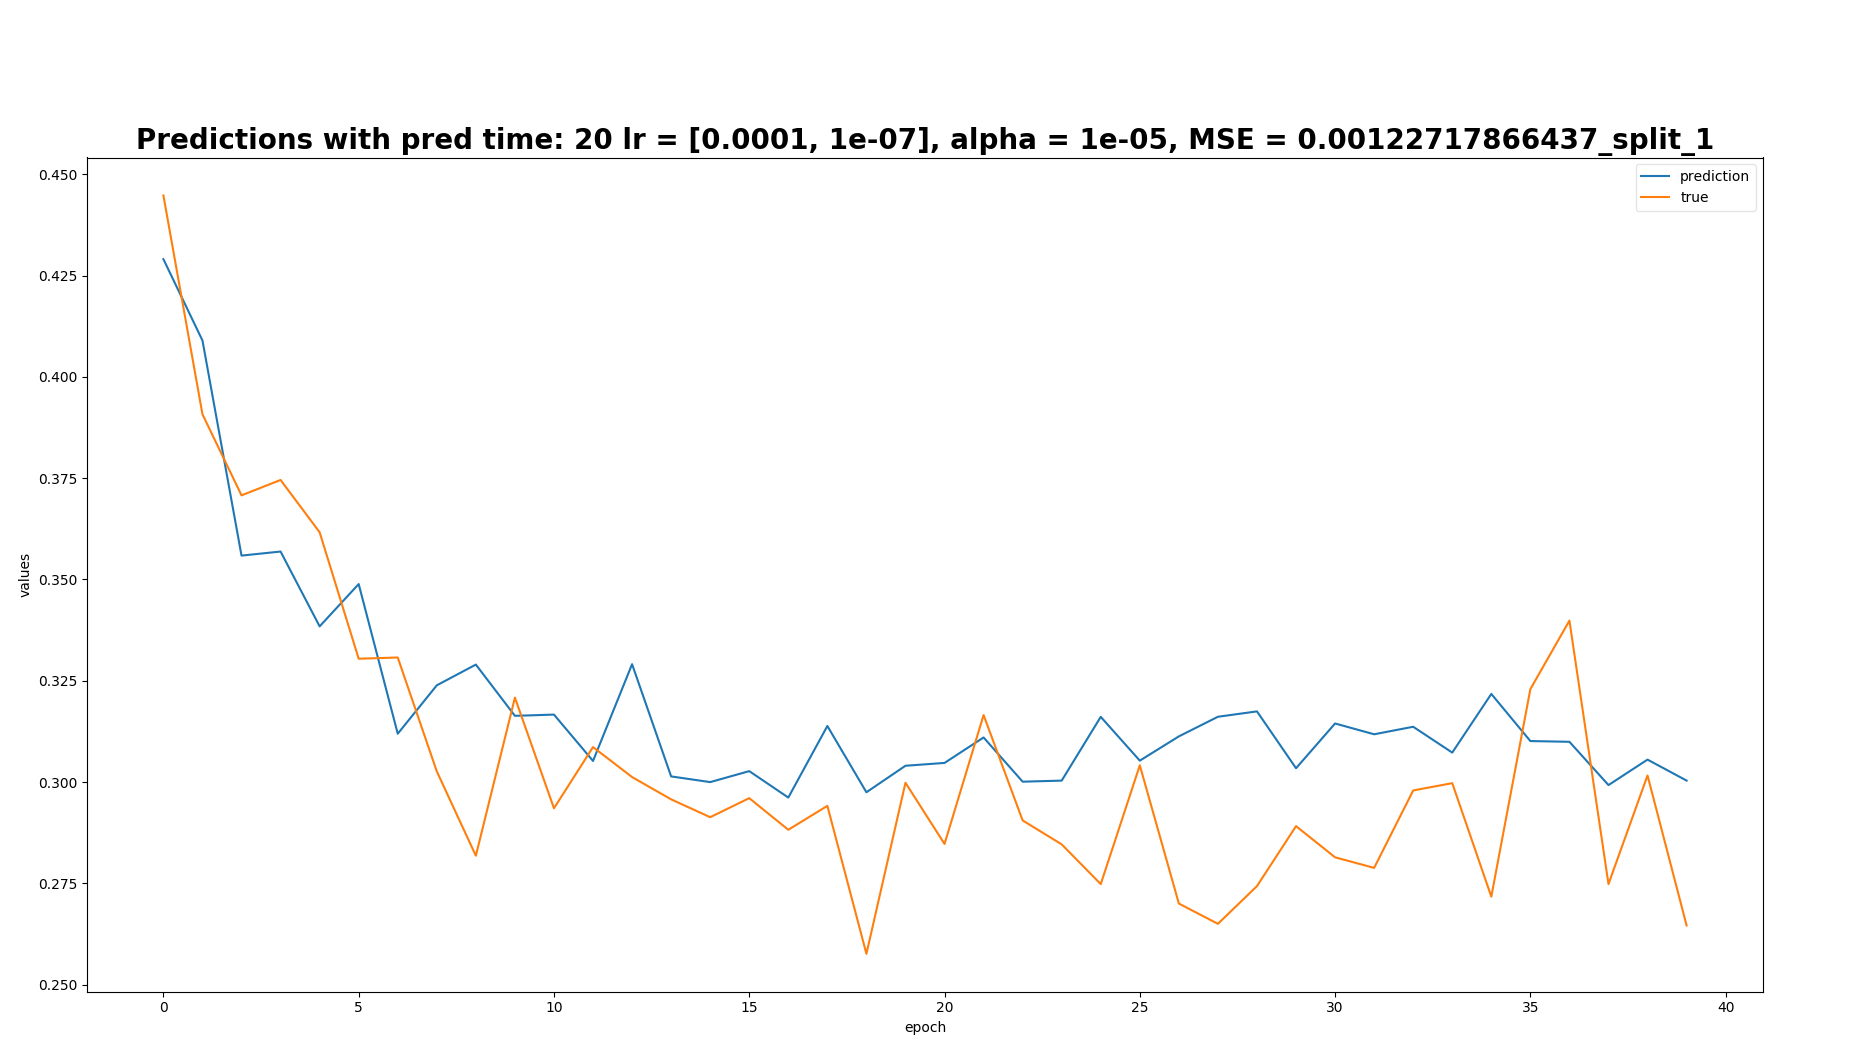 Predictions with pred time: 20 lr = [0.0001, 1e-07], alpha = 1e-05, MSE = 0.00122717866437_split_1
prediction
true
0.450
0.425
0.400
0.375
0.350
0.325
0.300
0.275
0.250
values
0 5 10 15 20 25 30 35 40
epoch